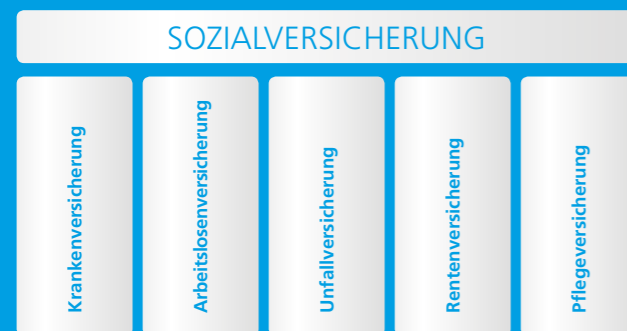 SOZIALVERSICHERUNG
Krankenversicherung
Arbeitslosenversicherung
Unfallversicherung
Rentenversicherung
Pflegeversicherung